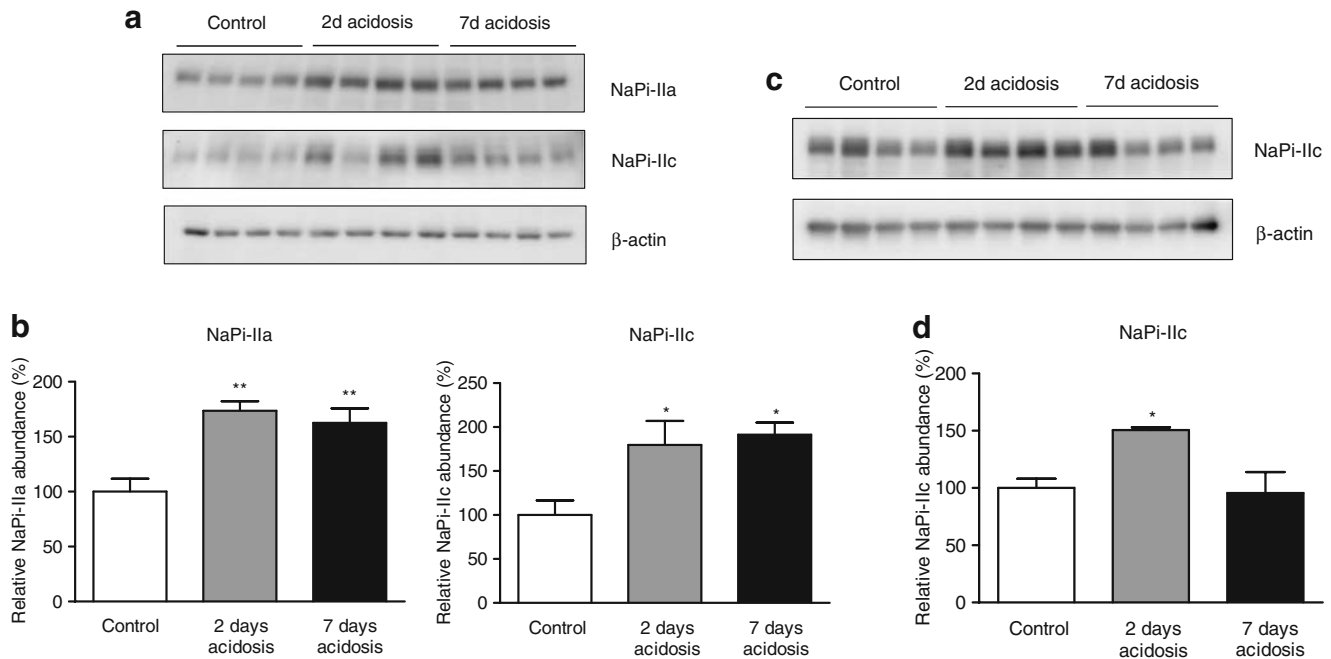 a
Control
2d acidosis
7d acidosis
NaPi-IIa
NaPi-IIc
β-actin
c
Control
2d acidosis
7d acidosis
NaPi-IIc
β-actin
b
NaPi-IIa
Relative NaPi-IIa abundance (%)
200
150
100
50
0
**
**
Control
2 days
acidosis
7 days
acidosis
NaPi-IIc
Relative NaPi-IIc abundance (%)
250
200
150
100
50
0
*
*
Control
2 days
acidosis
7 days
acidosis
d
NaPi-IIc
Relative NaPi-IIc abundance (%)
200
150
100
50
0
*
Control
2 days
acidosis
7 days
acidosis